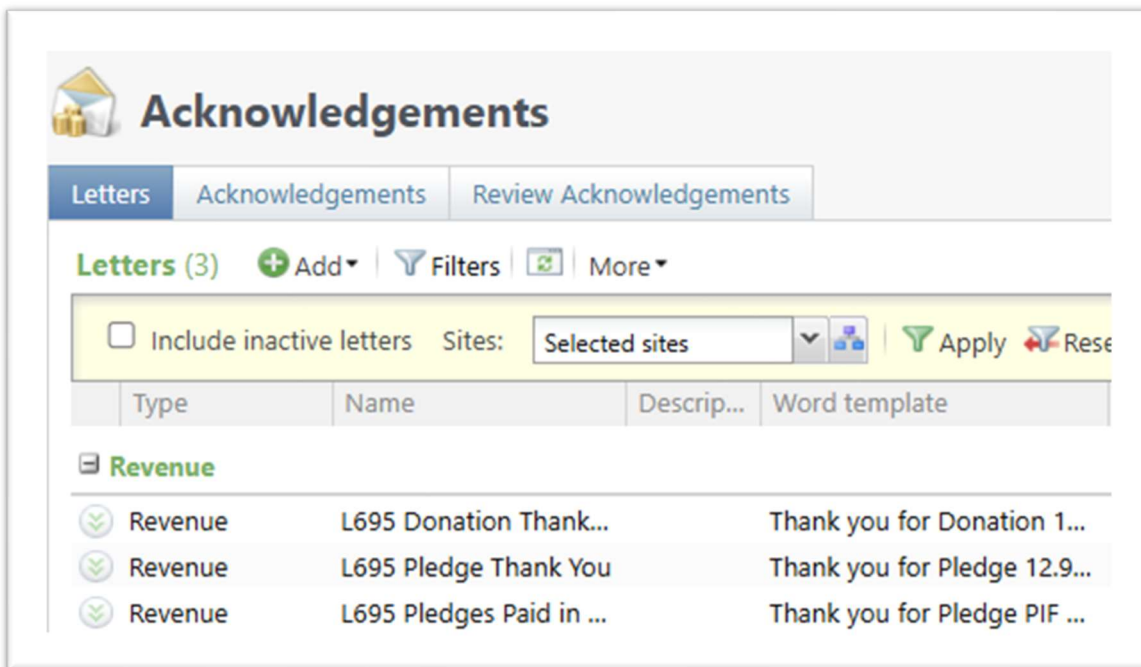 Acknowledgements
Letters Acknowledgements Review Acknowledgements
Letters (3) Add Filters More
Include inactive letters Sites: Selected sites Apply Rese
Type Name Descrip... Word template
Revenue
Revenue L695 Donation Thank... Thank you for Donation 1...
Revenue L695 Pledge Thank You Thank you for Pledge 12.9...
Revenue L695 Pledges Paid in ... Thank you for Pledge PIF ...